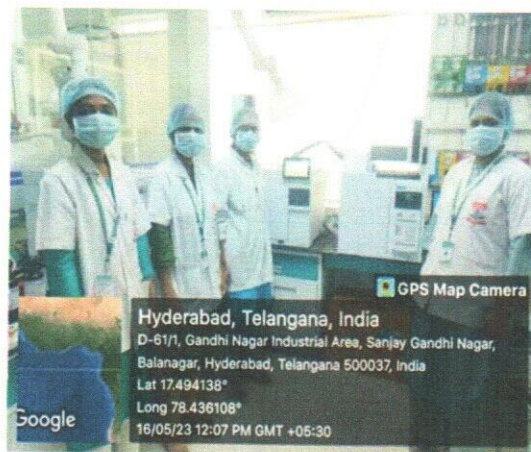 GPS Map Camera
Hyderabad, Telangana, India
D-61/1, Gandhi Nagar Industrial Area, Sanjay Gandhi Nagar,
Balanagar, Hyderabad, Telangana 500037, India
Lat 17.494138°
Long 78.436108°
16/05/23 12:07 PM GMT +05:30
Google